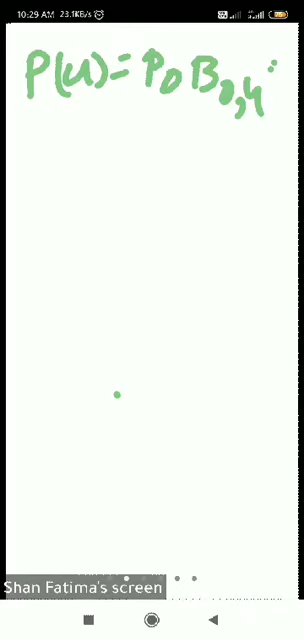 10:29 AM 23.1KB/s
P(u)= P0 B0,4
Shan Fatima's screen